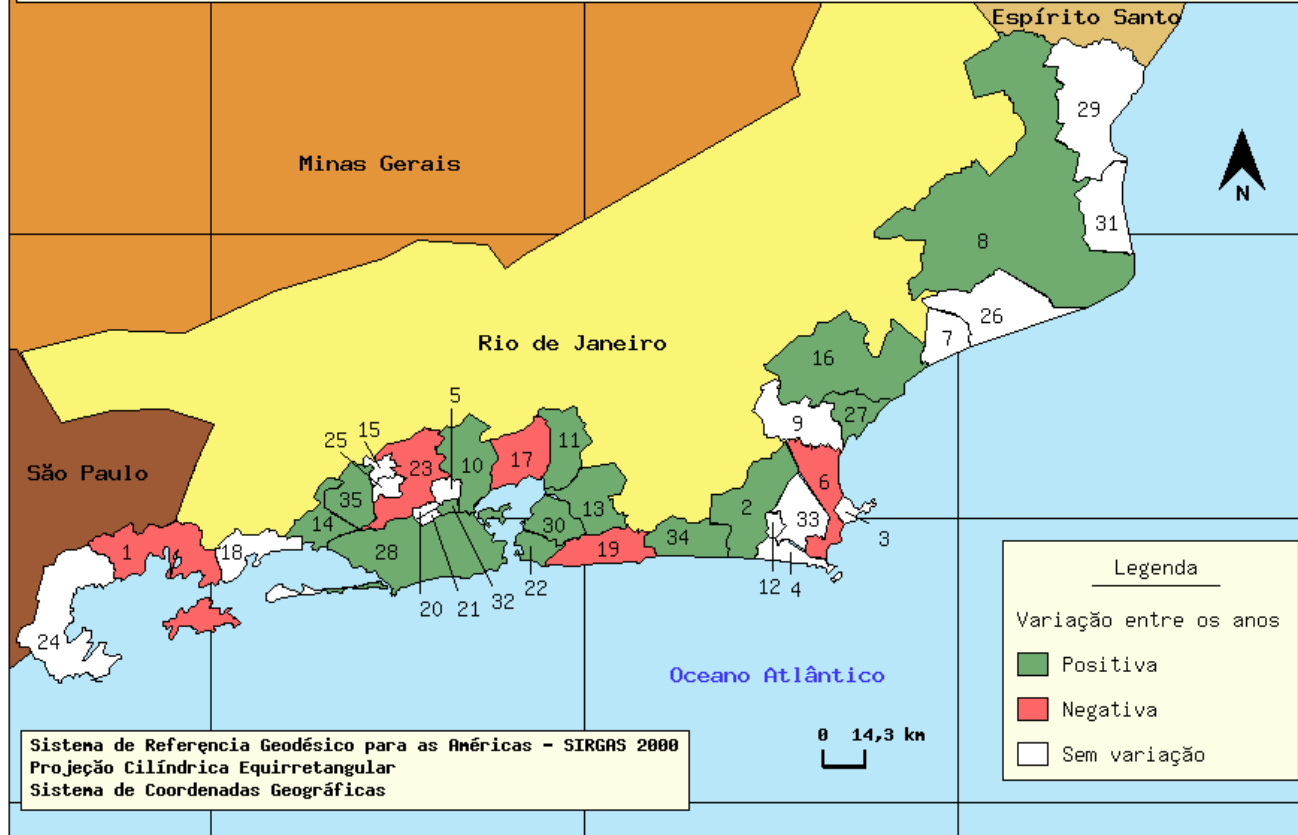 Espírito Santo
29
Minas Gerais
N
31
8
26
7
Rio de Janeiro
16
5
9
27
15
25
11
17
10
23
6
São Paulo
35
13
2
14
30
33
28
19
34
1
18
3
12
4
22
32
21
20
24
Legenda
Variação entre os anos
Positiva
Negativa
Sem variação
Oceano Atlântico
0 14,3 km
Sistema de Referęncia Geodésico para as Américas - SIRGAS 2000
Projeção Cilíndrica Equirretangular
Sistema de Coordenadas Geográficas